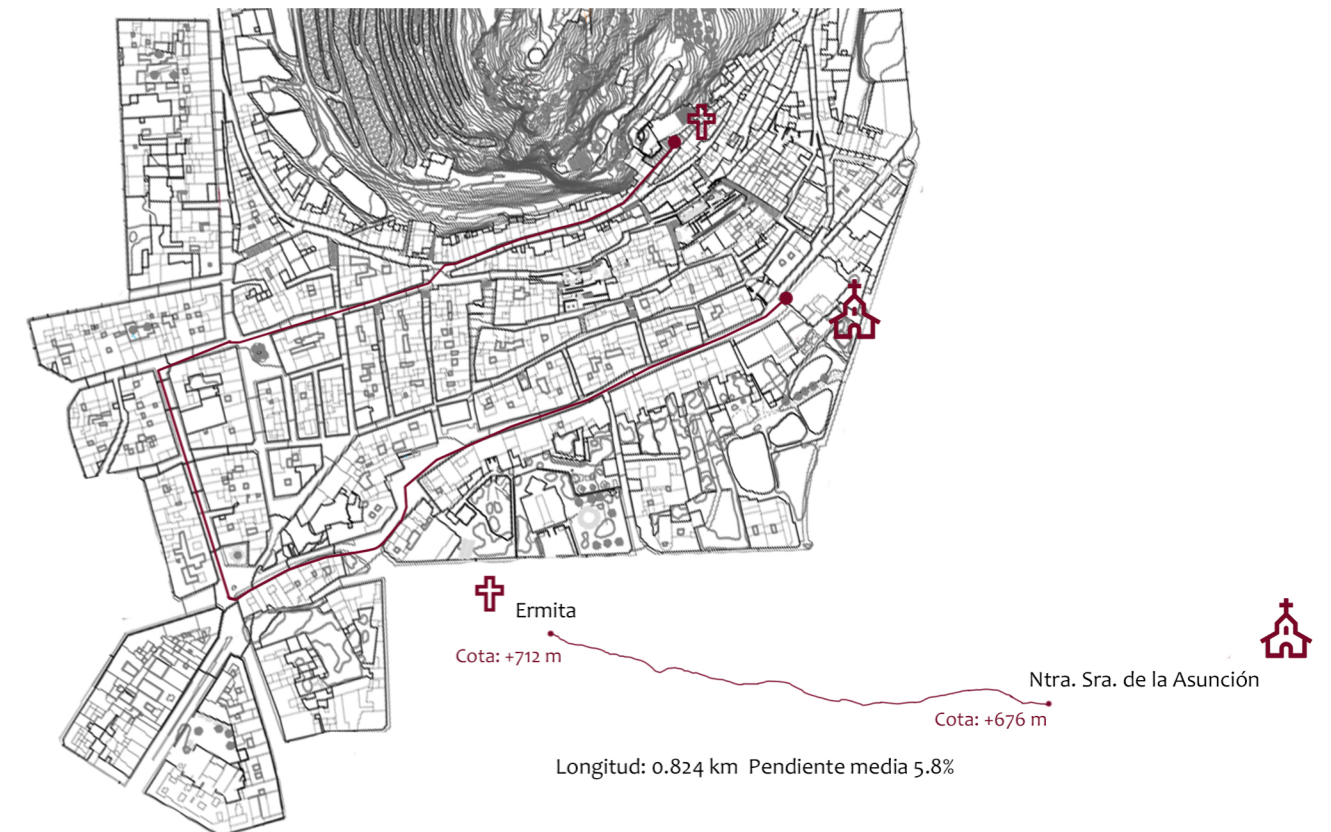 Ermita
Cota: +712 m
Ntra. Sra. de la Asunción
Cota: +676 m
Longitud: 0.824 km Pendiente media 5.8%